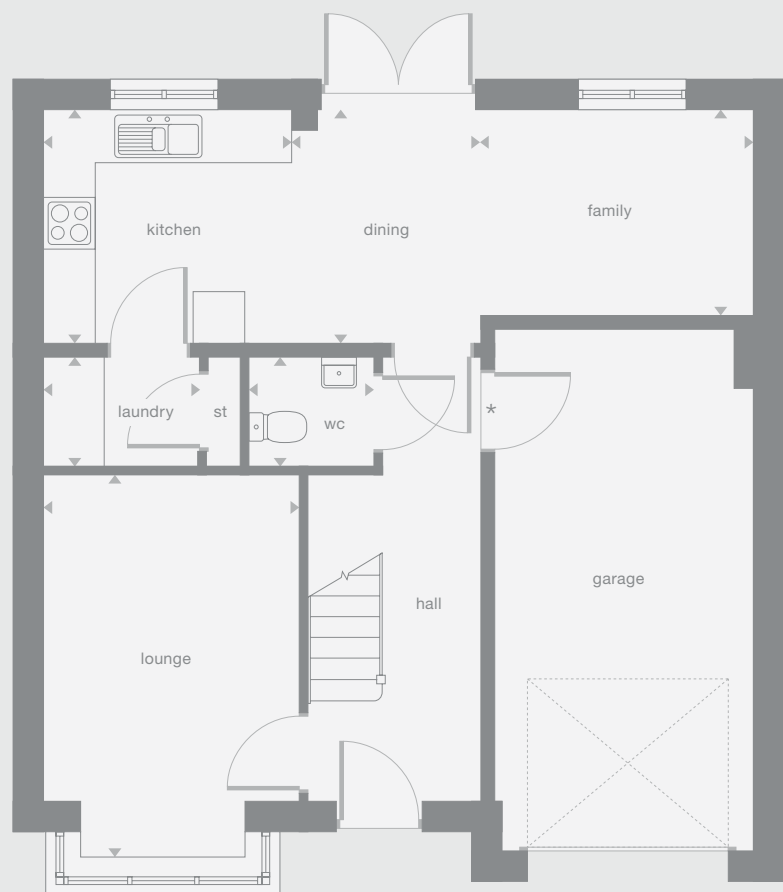 family
kitchen
dining
laundry
st
wc
*
garage
hall
lounge